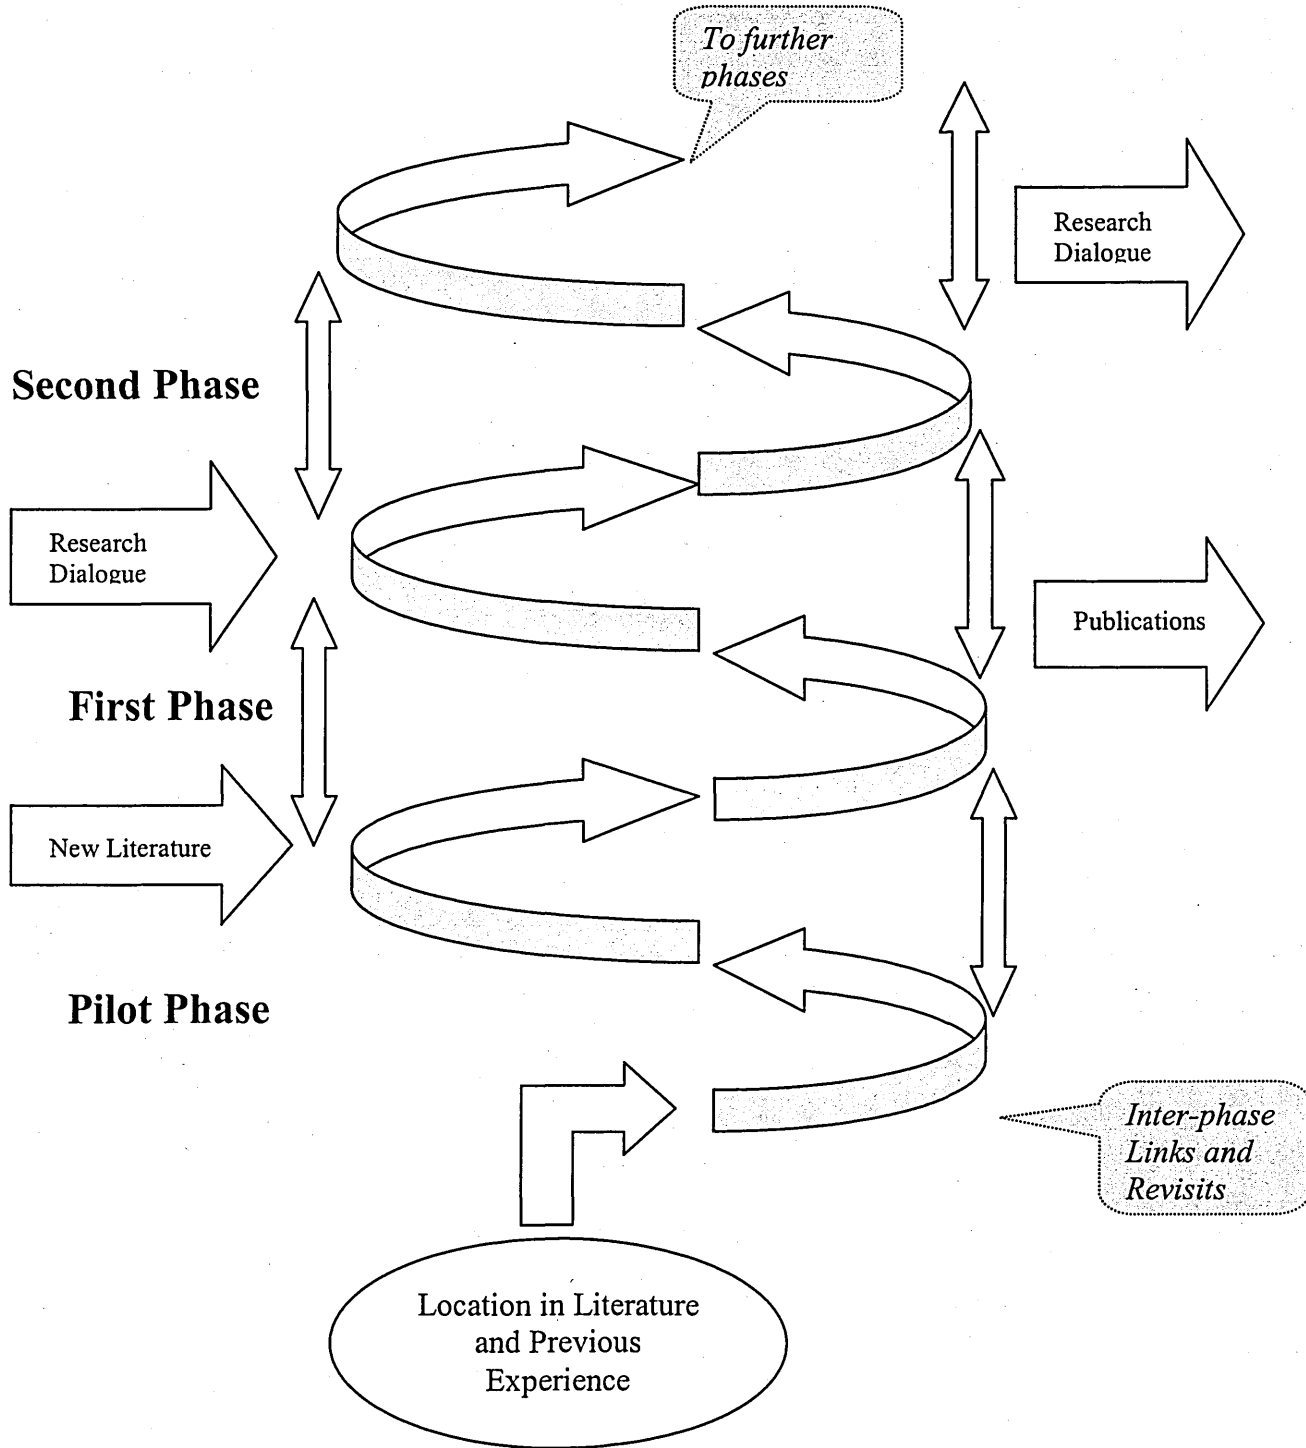 To further
phases
Research
Dialogue
Second Phase
Research
Dialogue
Publications
First Phase
New Literature
Pilot Phase
Inter-phase
Links and
Revisits
Location in Literature
and Previous
Experience